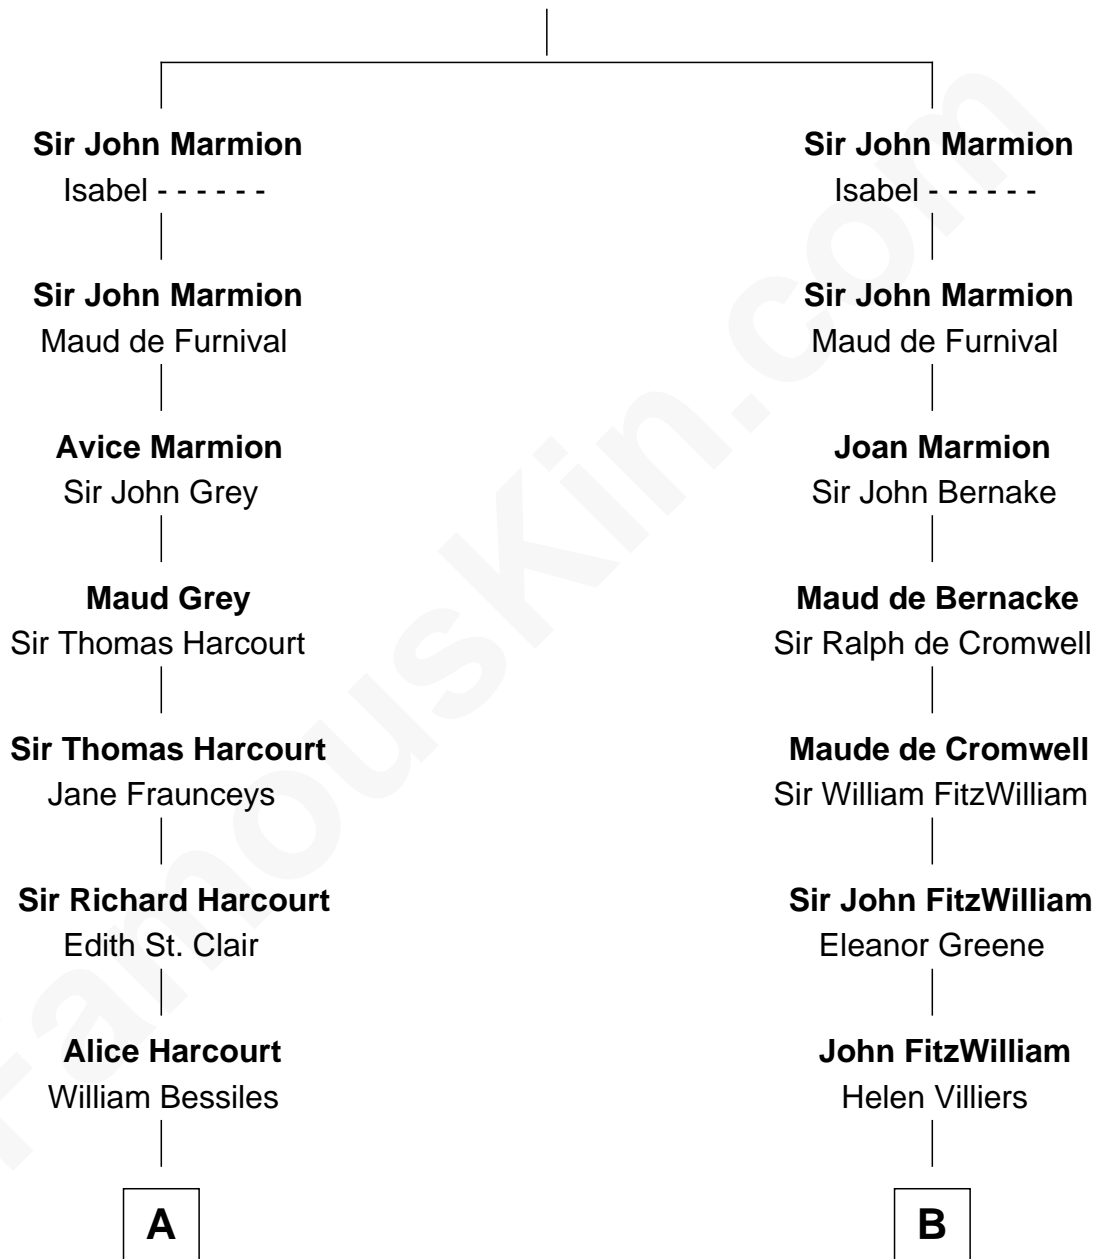 Sir John Marmion
Isabel - - - - - -
Sir John Marmion
Maud de Furnival
Avice Marmion
Sir John Grey
Maud Grey
Sir Thomas Harcourt
Sir Thomas Harcourt
Jane Fraunceys
Sir Richard Harcourt
Edith St. Clair
Alice Harcourt
William Bessiles
A
Sir John Marmion
Isabel - - - - - -
Sir John Marmion
Maud de Furnival
Joan Marmion
Sir John Bernake
Maud de Bernacke
Sir Ralph de Cromwell
Maude de Cromwell
Sir William FitzWilliam
Sir John FitzWilliam
Eleanor Greene
John FitzWilliam
Helen Villiers
B
FamousKin.com